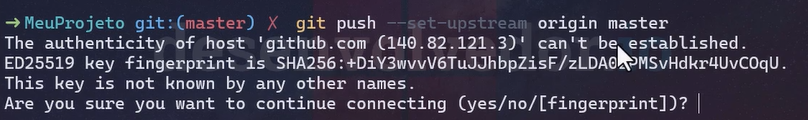 → MeuProjeto git:(master) ✗ git push --set-upstream origin master
The authenticity of host 'github.com (140.82.121.3)' can't be established.
ED25519 key fingerprint is
This key is not known by any other names.
Are you sure you want to continue connecting (yes/no/[fingerprint])?